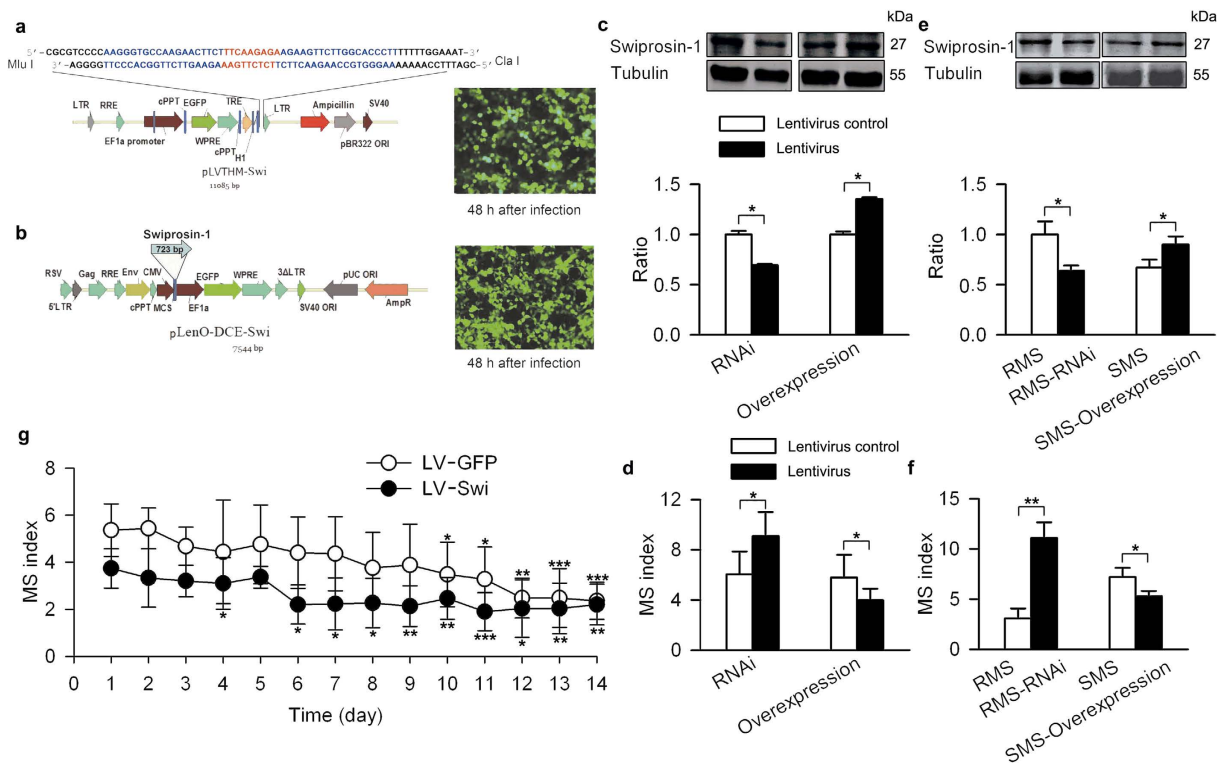 a
5'-CGCGTCCCCAAGGGTGCCAAGAACTTCTTTCAAGAGAAGAAGTTCTTGGCACCCTTTTTTTGGAAAT-3'
Mlu I
3'-AGGGGTTCCCACGGTTCTTGAAGAAAGTTCTCTTCTTCAAGAACCGTGGGAAAAAAACCTTTAGC-5'
Cla I
LTR RRE cPPT EGFP TRE LTR Ampicillin SV40
EF1a promoter WPRE cPPT H1 pBR322 ORI
pLVTHM-Swi
11085 bp
48 h after infection
b
Swiprosin-1
723 bp
RSV Gag RRE Env CMV EGFP WPRE 3ΔLTR pUC ORI
5'LTR cPPT MCS EF1a SV40 ORI AmpR
pLenO-DCE-Swi
7544 bp
48 h after infection
c
kDa
Swiprosin-1 27
Tubulin 55
Lentivirus control
Lentivirus
Ratio
1.5
1.0
0.5
0.0
*
*
RNAi
Overexpression
e
kDa
Swiprosin-1 27
Tubulin 55
Ratio
1.5
1.0
0.5
0.0
*
*
RMS
RMS-RNAi
SMS
SMS-Overexpression
g
LV-GFP
LV-Swi
MS index
8
6
4
2
0
* * ** *** ***
* * * * ** ** *** * ** **
0 1 2 3 4 5 6 7 8 9 10 11 12 13 14
Time (day)
d
Lentivirus control
Lentivirus
MS index
12
8
4
0
*
*
RNAi
Overexpression
f
MS index
15
10
5
0
**
*
RMS
RMS-RNAi
SMS
SMS-Overexpression